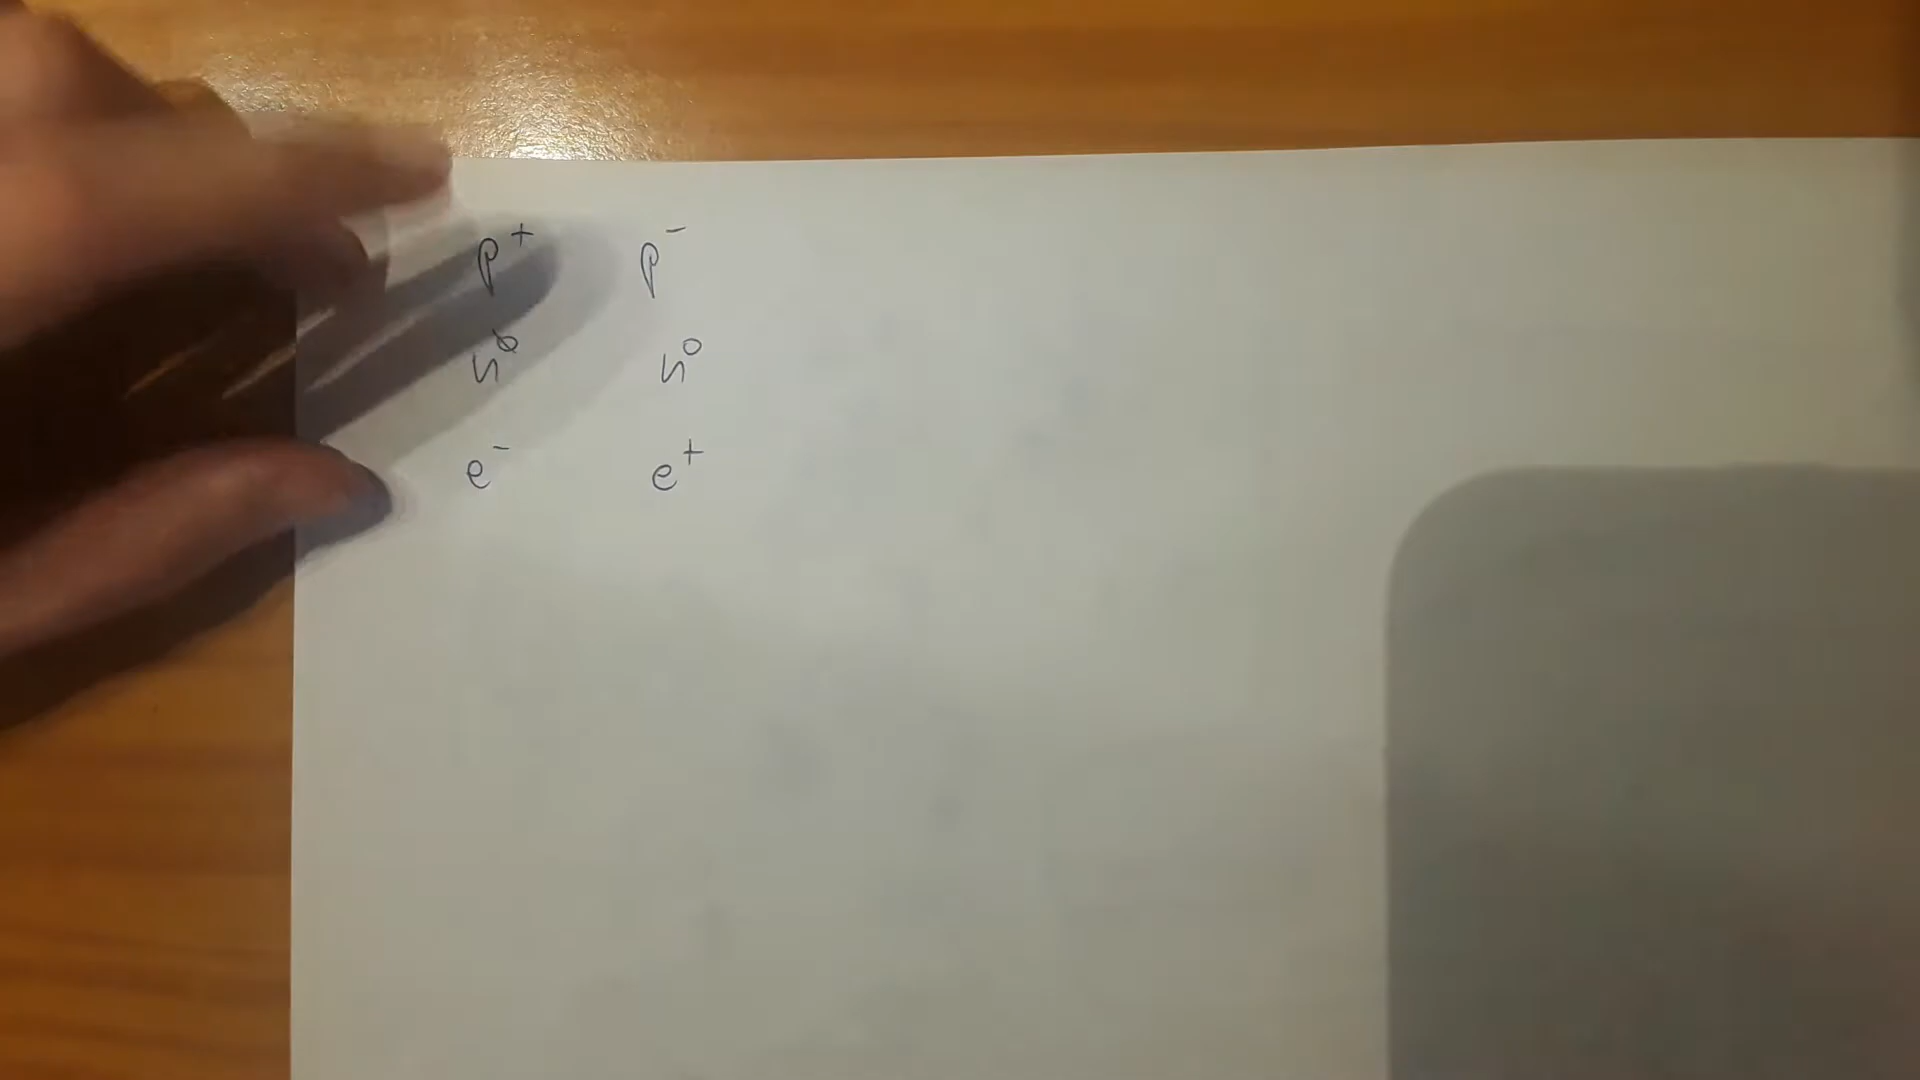 p⁺ p⁻
n⁰ n⁰
e⁻ e⁺